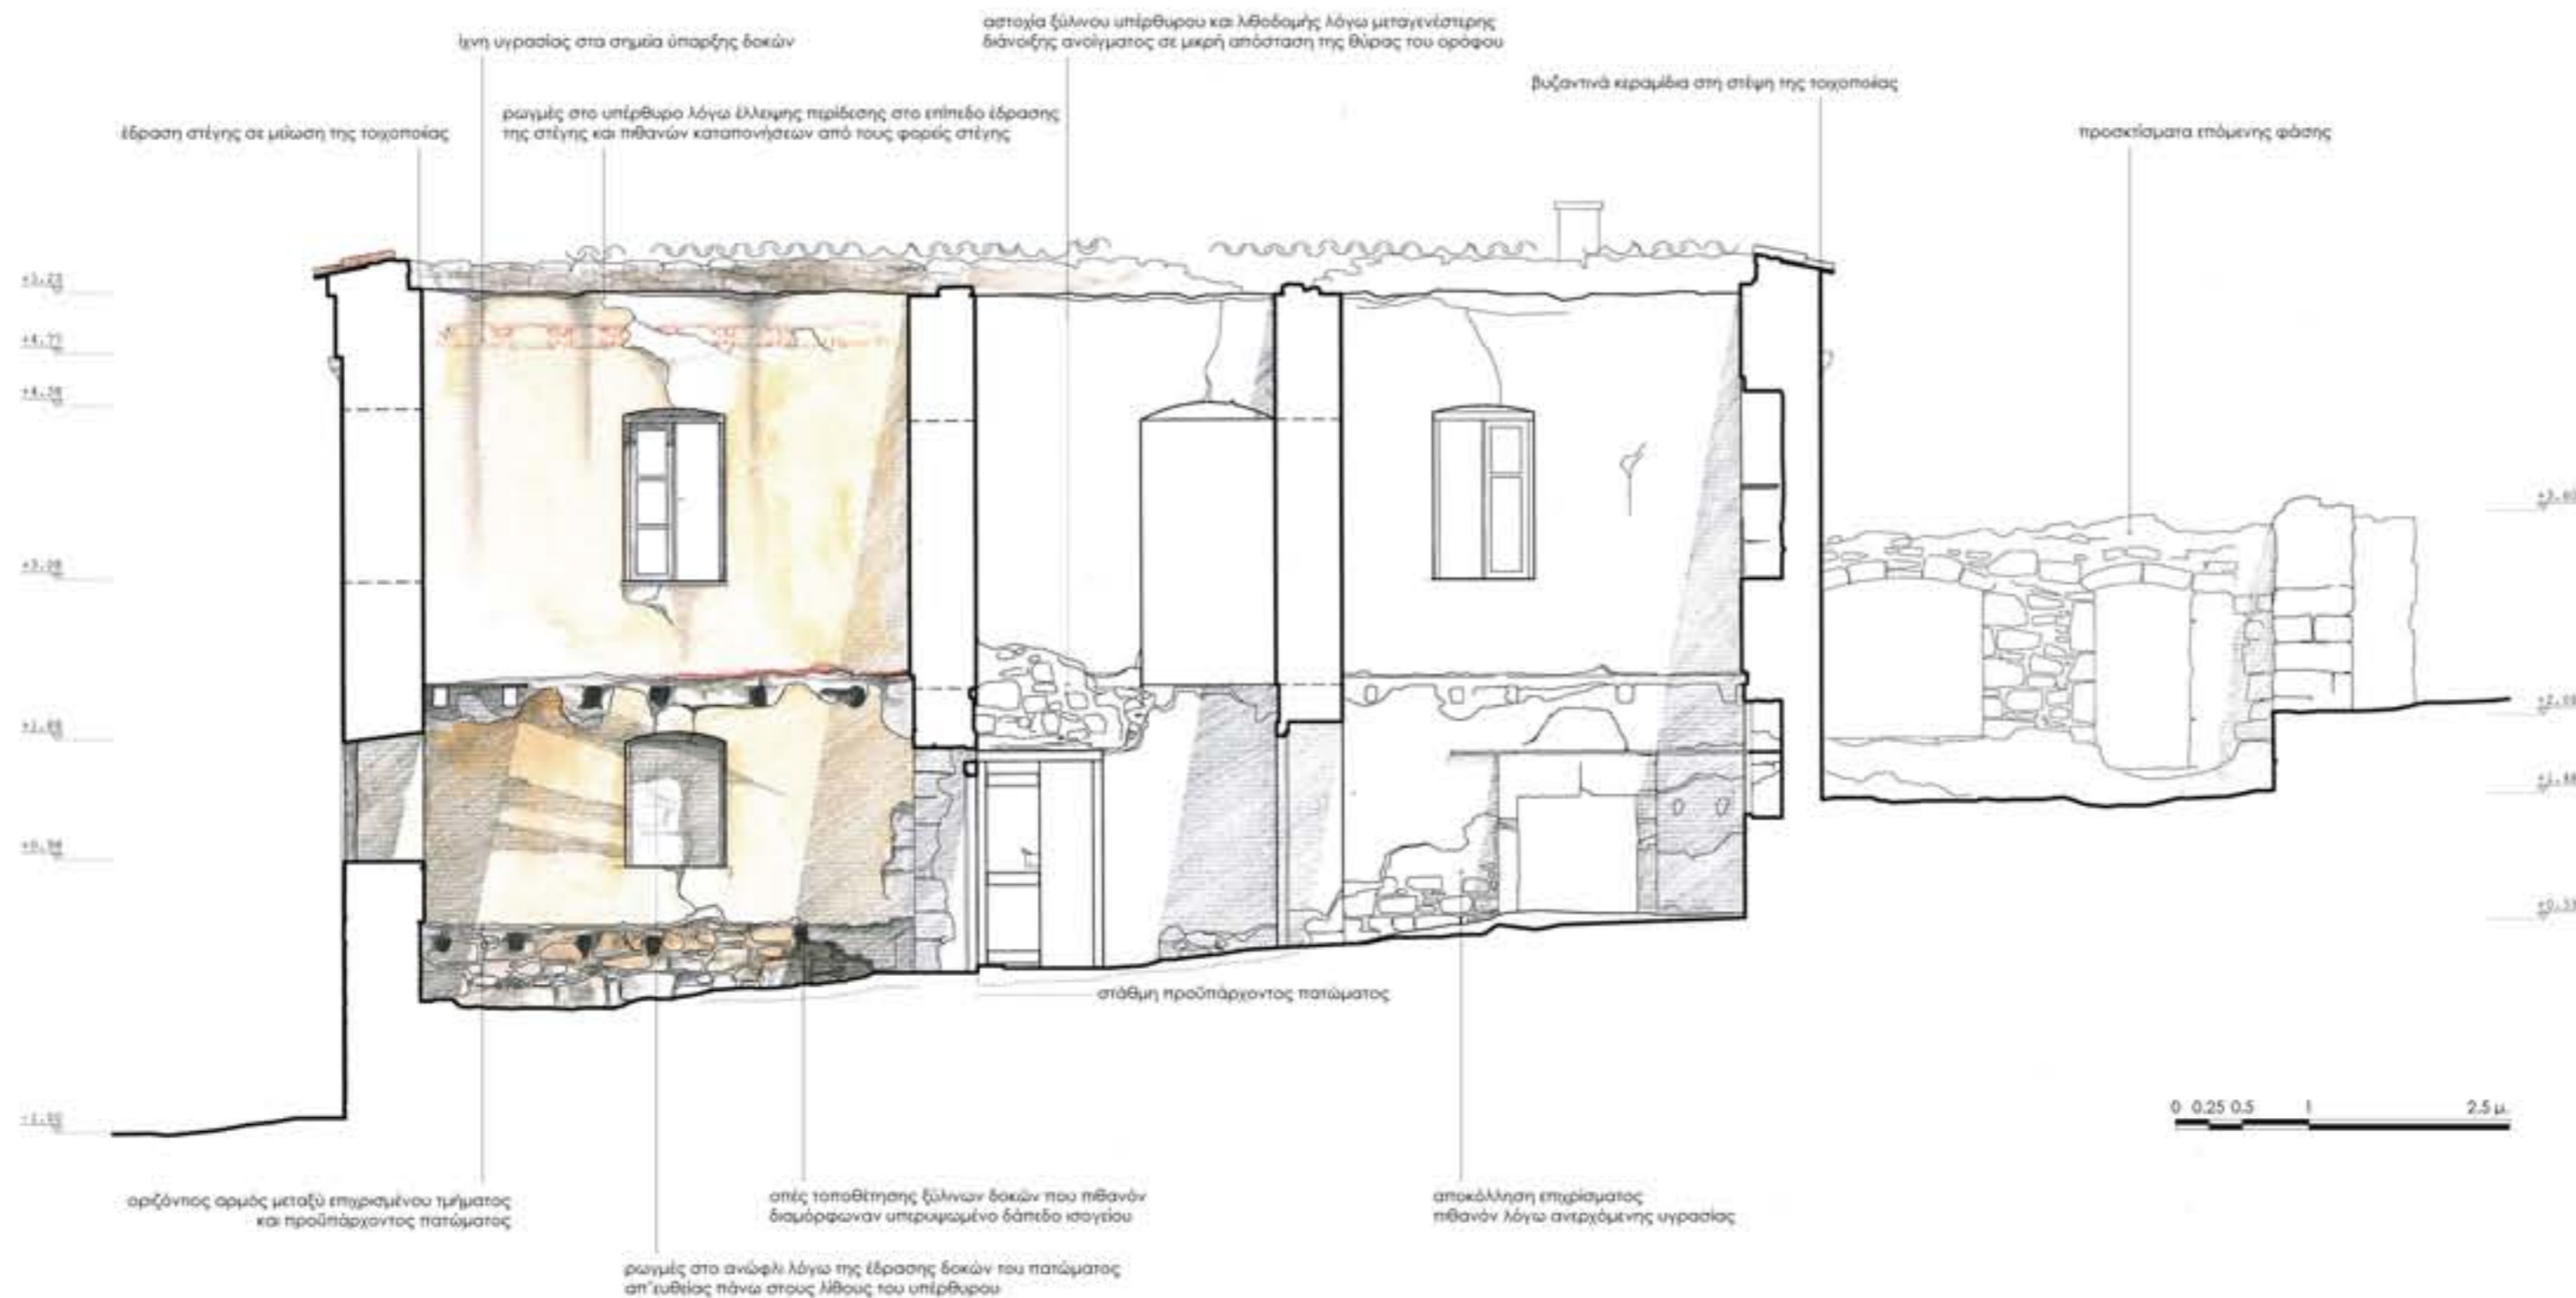 αστοχία ξύλινου υπέρθυρου και λιθοδομής λόγω μεταγενέστερης
διάνοιξης ανοίγματος σε μικρή απόσταση της θύρας του ορόφου
ίχνη υγρασίας στα σημεία ύπαρξης δοκών
βυζαντινά κεραμίδια στη στέψη της τοιχοποιίας
ρωγμές στο υπέρθυρο λόγω έλλειψης περίδεσης στο επίπεδο έδρασης
της στέγης και πιθανών καταπονήσεων από τους φορείς στέγης
έδραση στέγης σε μείωση της τοιχοποιίας
προσκτίσματα επόμενης φάσης
στάθμη προϋπάρχοντος πατώματος
0 0.25 0.5 1 2.5 μ.
οριζόντιος αρμός μεταξύ επιχρισμένου τμήματος
και προϋπάρχοντος πατώματος
οπές τοποθέτησης ξύλινων δοκών που πιθανόν
διαμόρφωναν υπερυψωμένο δάπεδο ισογείου
αποκόλληση επιχρίσματος
πιθανόν λόγω ανερχόμενης υγρασίας
ρωγμές στο ανώφλι λόγω της έδρασης δοκών του πατώματος
απ'ευθείας πάνω στους λίθους του υπέρθυρου